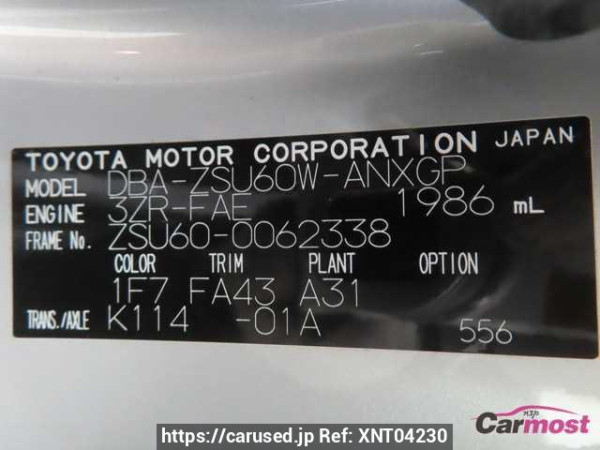 TOYOTA MOTOR CORPORATION JAPAN
MODEL DBA-ZSU60W-ANXGP
ENGINE 3ZR-FAE 1986 mL
FRAME No. ZSU60-0062338
COLOR TRIM PLANT OPTION
1F7 FA43 A31
TRANS./AXLE K114 -01A 556
Carmost
https://carused.jp Ref: XNT04230